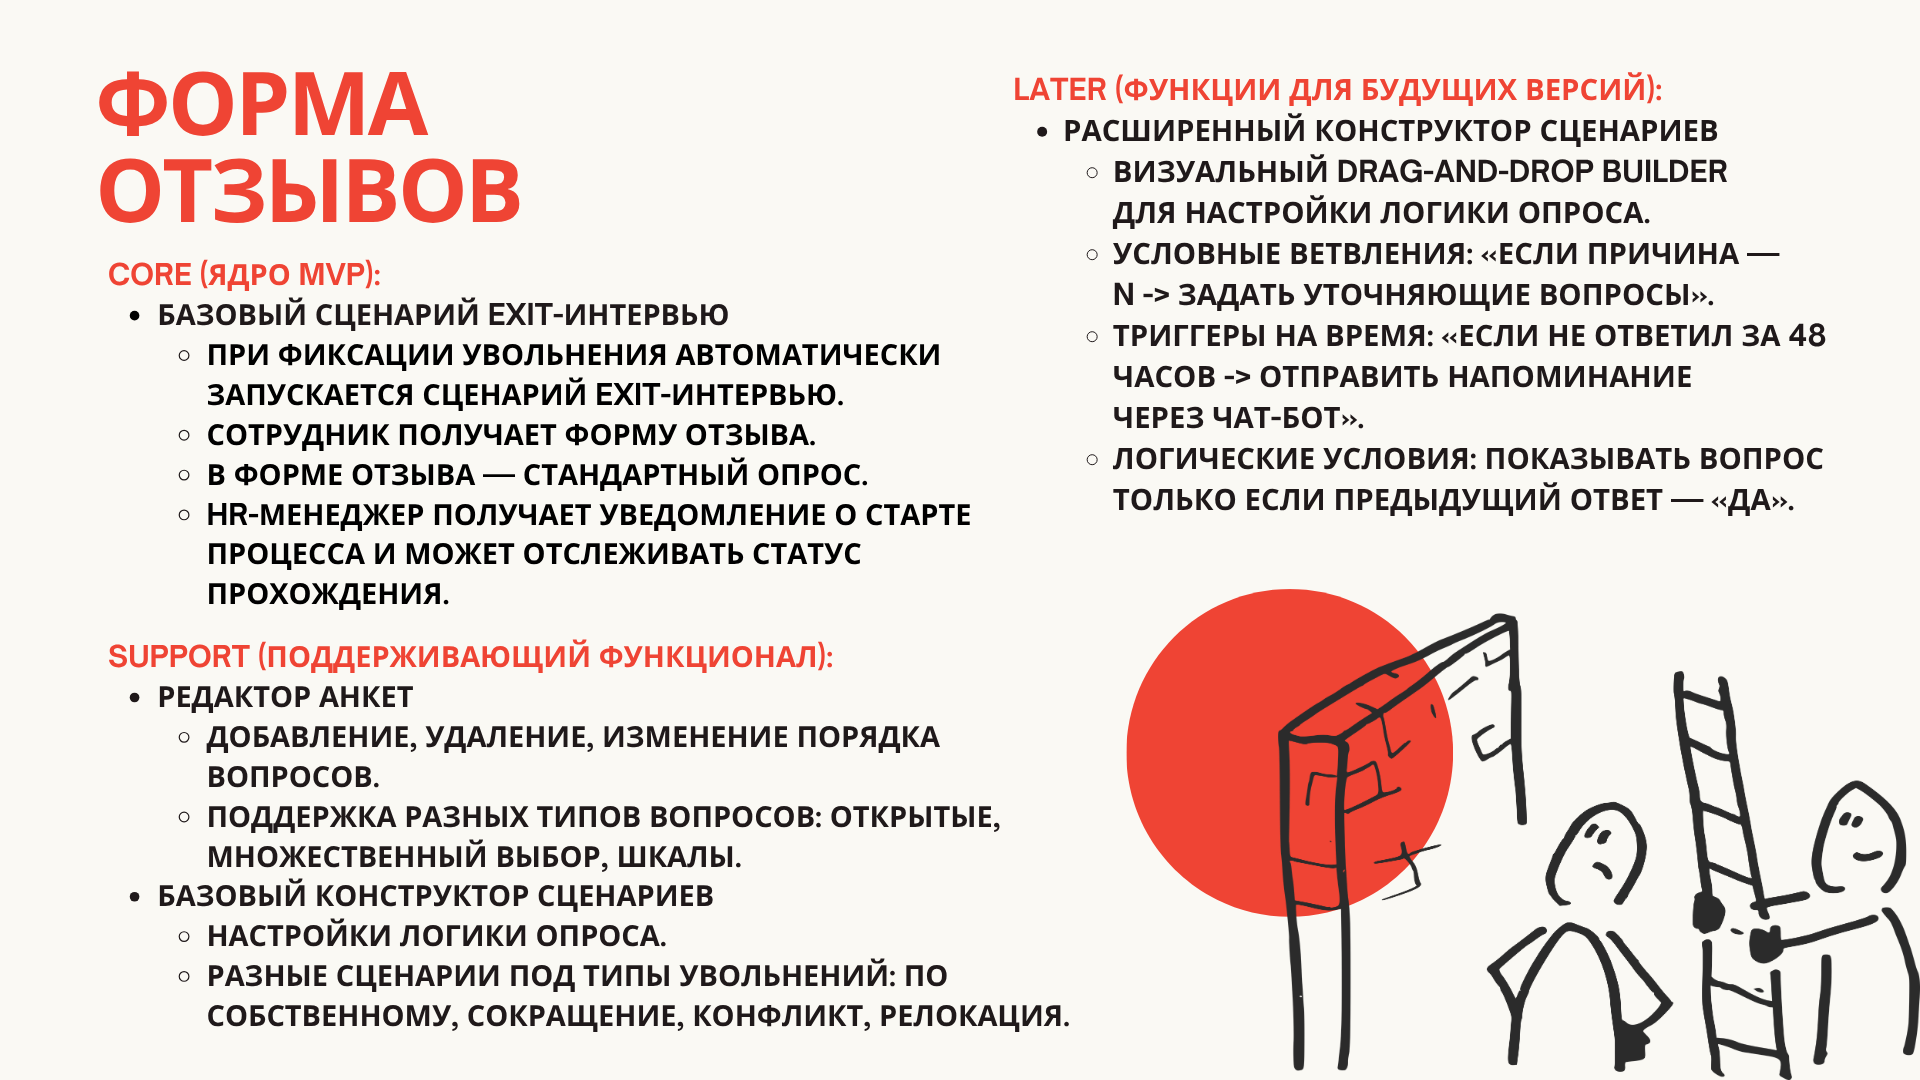 ФОРМА
ОТЗЫВОВ
CORE (ЯДРО MVP):
• БАЗОВЫЙ СЦЕНАРИЙ EXIT-ИНТЕРВЬЮ
◦ ПРИ ФИКСАЦИИ УВОЛЬНЕНИЯ АВТОМАТИЧЕСКИ
ЗАПУСКАЕТСЯ СЦЕНАРИЙ EXIT-ИНТЕРВЬЮ.
◦ СОТРУДНИК ПОЛУЧАЕТ ФОРМУ ОТЗЫВА.
◦ В ФОРМЕ ОТЗЫВА — СТАНДАРТНЫЙ ОПРОС.
◦ HR-МЕНЕДЖЕР ПОЛУЧАЕТ УВЕДОМЛЕНИЕ О СТАРТЕ
ПРОЦЕССА И МОЖЕТ ОТСЛЕЖИВАТЬ СТАТУС
ПРОХОЖДЕНИЯ.
SUPPORT (ПОДДЕРЖИВАЮЩИЙ ФУНКЦИОНАЛ):
• РЕДАКТОР АНКЕТ
◦ ДОБАВЛЕНИЕ, УДАЛЕНИЕ, ИЗМЕНЕНИЕ ПОРЯДКА
ВОПРОСОВ.
◦ ПОДДЕРЖКА РАЗНЫХ ТИПОВ ВОПРОСОВ: ОТКРЫТЫЕ,
МНОЖЕСТВЕННЫЙ ВЫБОР, ШКАЛЫ.
• БАЗОВЫЙ КОНСТРУКТОР СЦЕНАРИЕВ
◦ НАСТРОЙКИ ЛОГИКИ ОПРОСА.
◦ РАЗНЫЕ СЦЕНАРИИ ПОД ТИПЫ УВОЛЬНЕНИЙ: ПО
СОБСТВЕННОМУ, СОКРАЩЕНИЕ, КОНФЛИКТ, РЕЛОКАЦИЯ.
LATER (ФУНКЦИИ ДЛЯ БУДУЩИХ ВЕРСИЙ):
• РАСШИРЕННЫЙ КОНСТРУКТОР СЦЕНАРИЕВ
◦ ВИЗУАЛЬНЫЙ DRAG-AND-DROP BUILDER
ДЛЯ НАСТРОЙКИ ЛОГИКИ ОПРОСА.
◦ УСЛОВНЫЕ ВЕТВЛЕНИЯ: «ЕСЛИ ПРИЧИНА —
N -> ЗАДАТЬ УТОЧНЯЮЩИЕ ВОПРОСЫ».
◦ ТРИГГЕРЫ НА ВРЕМЯ: «ЕСЛИ НЕ ОТВЕТИЛ ЗА 48
ЧАСОВ -> ОТПРАВИТЬ НАПОМИНАНИЕ
ЧЕРЕЗ ЧАТ-БОТ».
◦ ЛОГИЧЕСКИЕ УСЛОВИЯ: ПОКАЗЫВАТЬ ВОПРОС
ТОЛЬКО ЕСЛИ ПРЕДЫДУЩИЙ ОТВЕТ — «ДА».